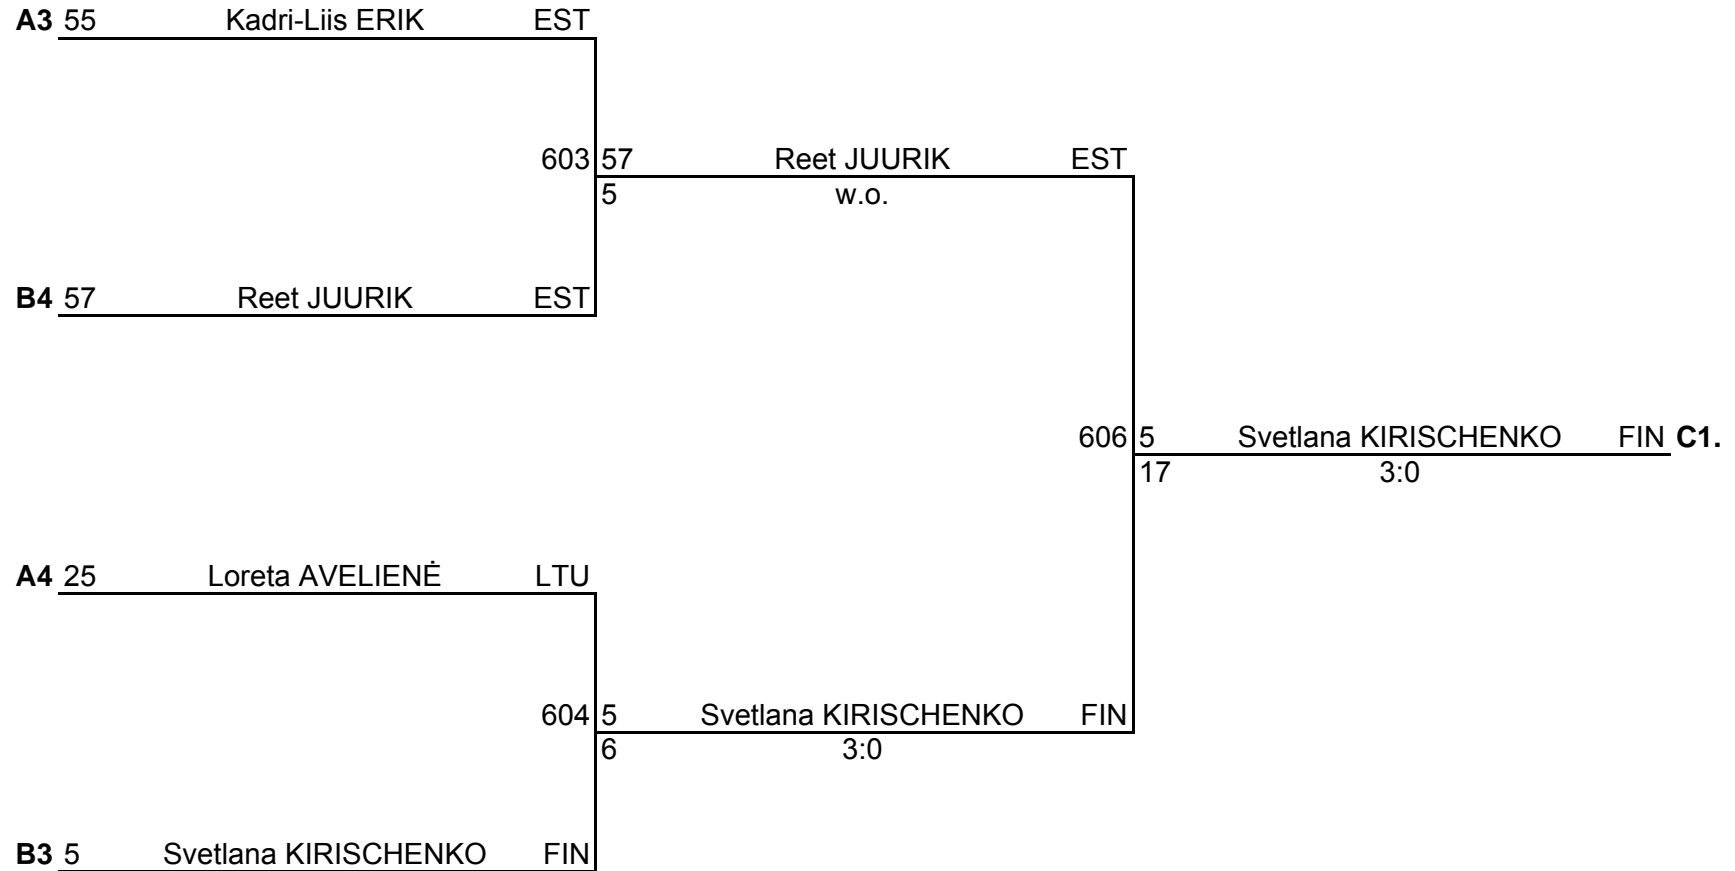 A3 55 Kadri-Liis ERIK EST
603 57 Reet JUURIK EST
5 w.o.
B4 57 Reet JUURIK EST
606 5 Svetlana KIRISCHENKO FIN C1.
17 3:0
A4 25 Loreta AVELIENĖ LTU
604 5 Svetlana KIRISCHENKO FIN
6 3:0
B3 5 Svetlana KIRISCHENKO FIN